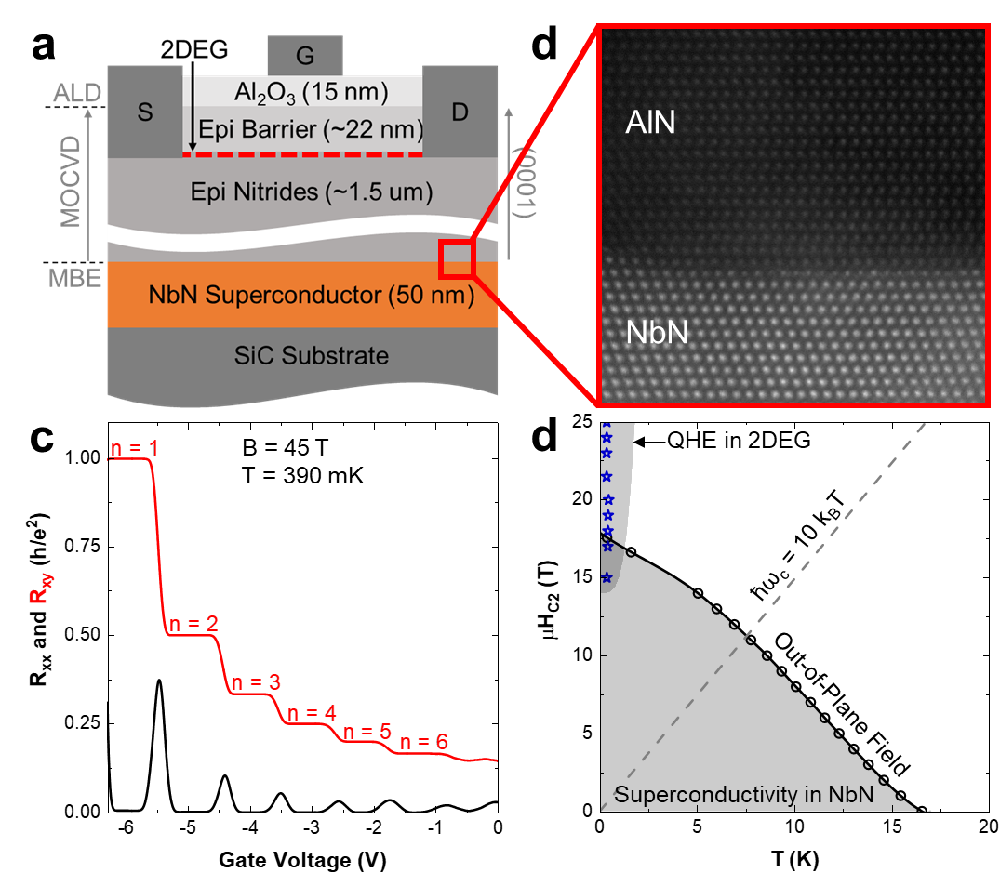 a
2DEG
G
ALD
Al₂O₃ (15 nm)
S
D
Epi Barrier (~22 nm)
MOCVD
(0001)
Epi Nitrides (~1.5 um)
MBE
NbN Superconductor (50 nm)
SiC Substrate
d
AlN
NbN
c
B = 45 T
T = 390 mK
n = 1
n = 2
n = 3
n = 4
n = 5
n = 6
1.00
0.75
0.50
0.25
0.00
Rxx and Rxy (h/e²)
-6
-5
-4
-3
-2
-1
0
Gate Voltage (V)
d
QHE in 2DEG
ħωc = 10 kBT
Out-of-Plane Field
Superconductivity in NbN
25
20
15
10
5
0
μHC2 (T)
0
5
10
15
20
T (K)